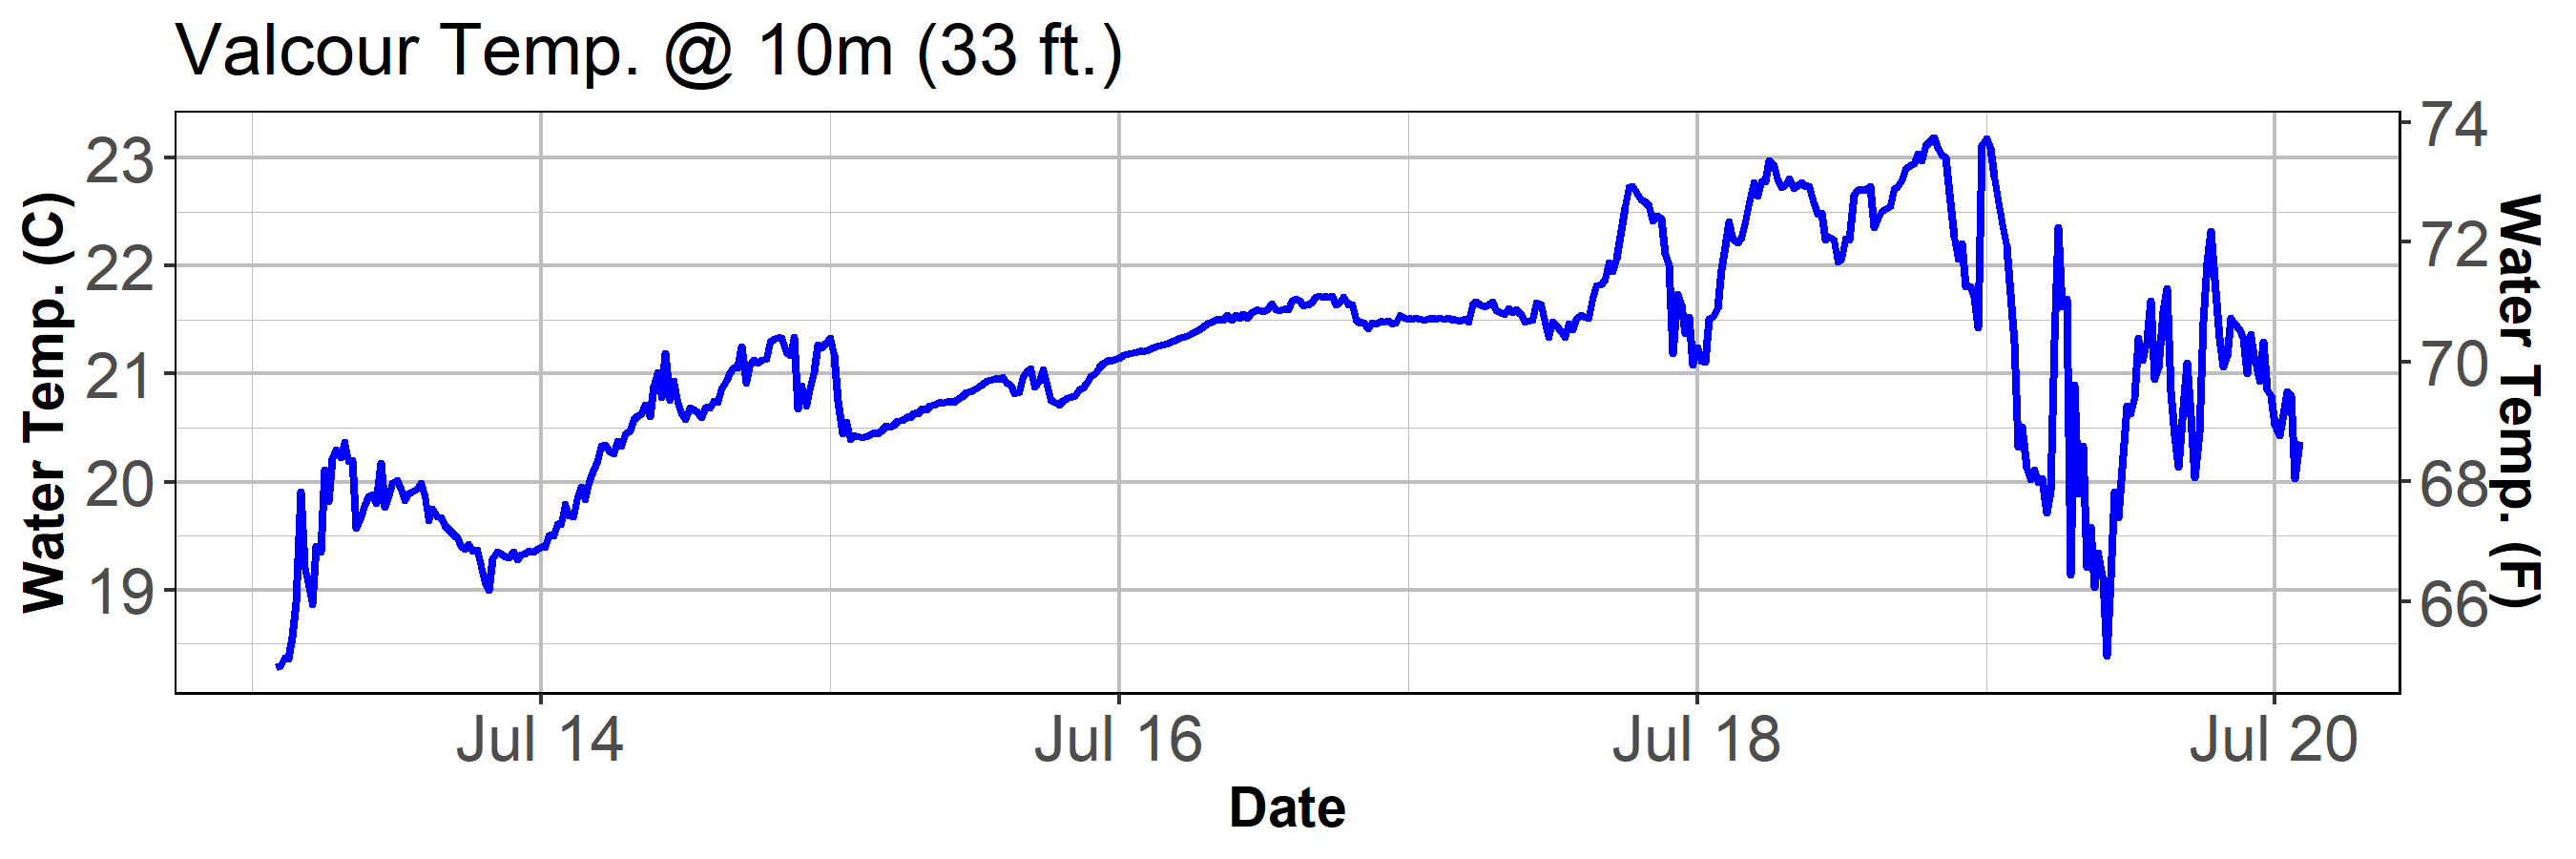 Valcour Temp. @ 10m (33 ft.)
Water Temp. (C)
23
22
21
20
19
74
72
70
68
66
Water Temp. (F)
Jul 14 Jul 16 Jul 18 Jul 20
Date